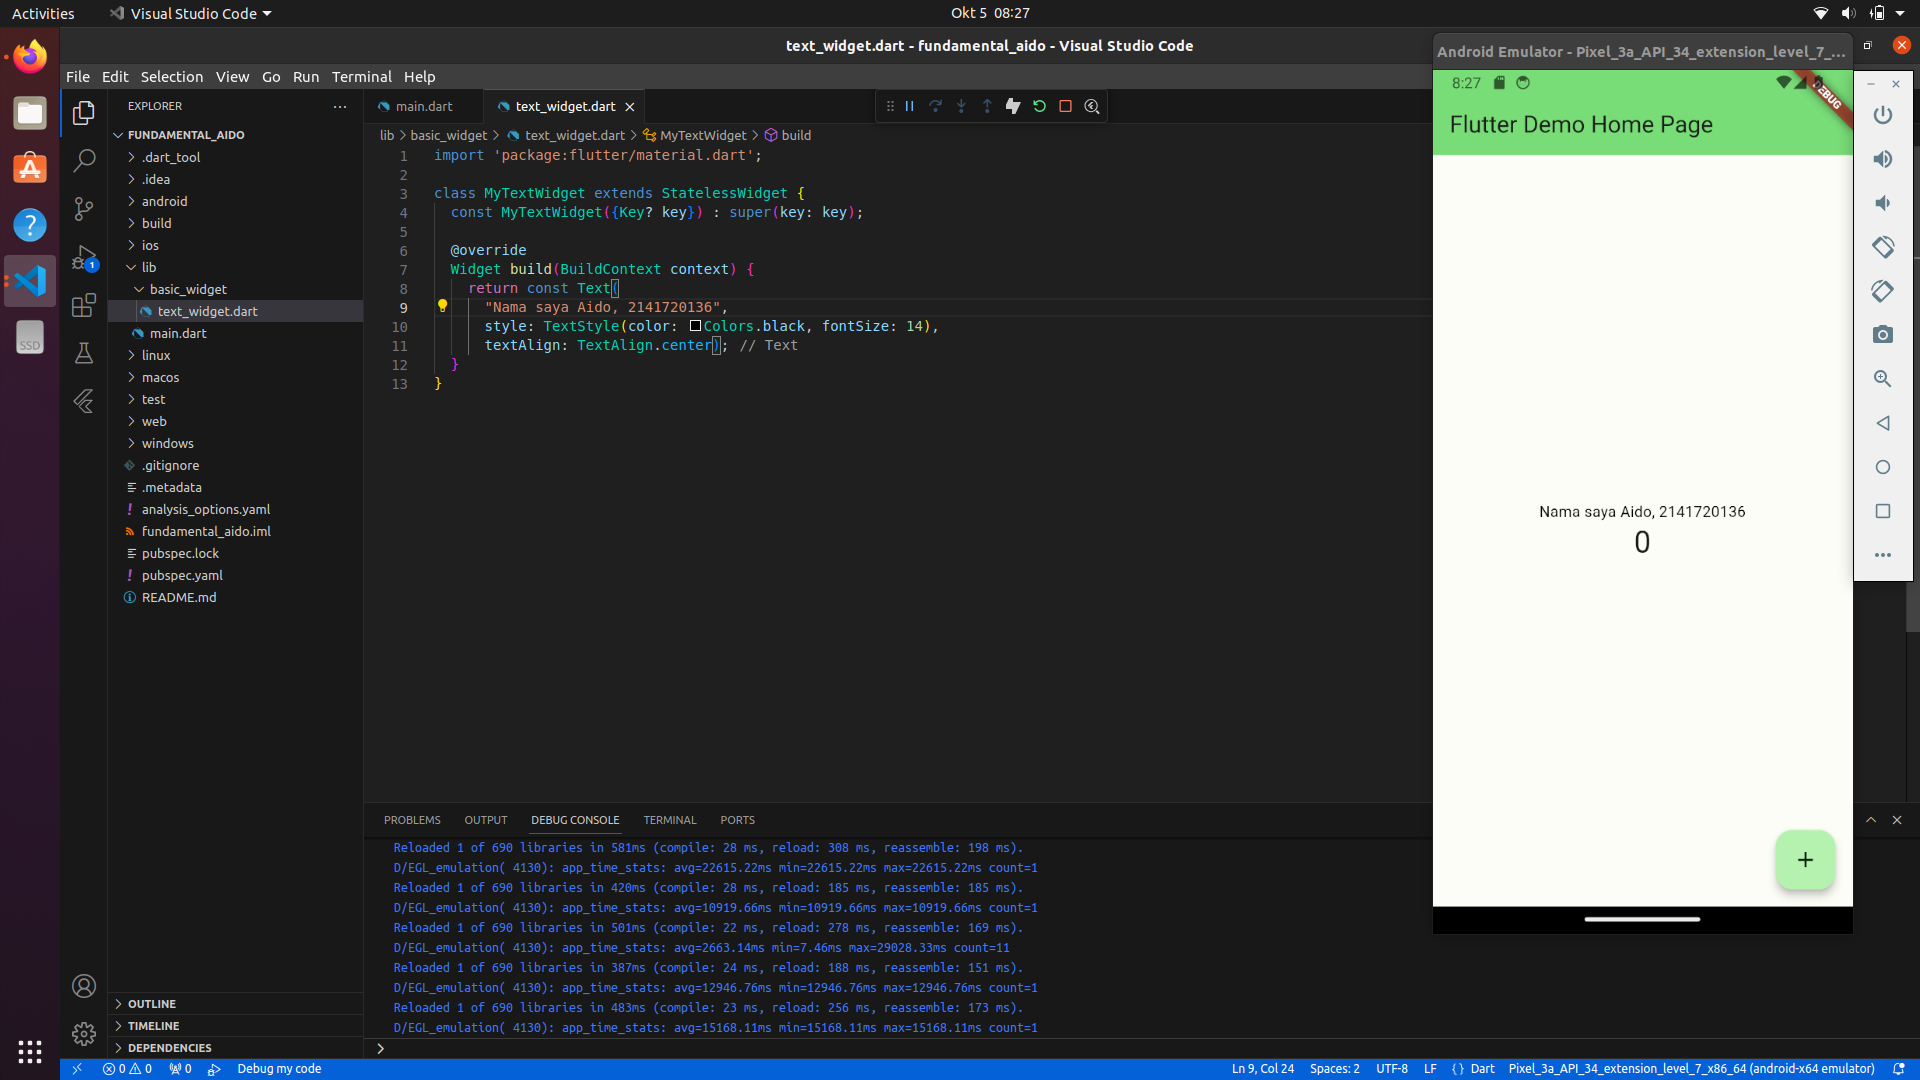 Activities
Visual Studio Code
Okt 5 08:27
text_widget.dart - fundamental_aido - Visual Studio Code
File Edit Selection View Go Run Terminal Help
EXPLORER
FUNDAMENTAL_AIDO
.dart_tool
.idea
android
build
ios
lib
basic_widget
text_widget.dart
main.dart
linux
macos
test
web
windows
.gitignore
.metadata
analysis_options.yaml
fundamental_aido.iml
pubspec.lock
pubspec.yaml
README.md
OUTLINE
TIMELINE
DEPENDENCIES
SSD
1
main.dart
text_widget.dart
lib > basic_widget > text_widget.dart > MyTextWidget > build
1 import 'package:flutter/material.dart';
2
3 class MyTextWidget extends StatelessWidget {
4 const MyTextWidget({Key? key}) : super(key: key);
5
6 @override
7 Widget build(BuildContext context) {
8 return const Text(
9 "Nama saya Aido, 2141720136",
10 style: TextStyle(color: Colors.black, fontSize: 14),
11 textAlign: TextAlign.center); // Text
12 }
13 }
PROBLEMS OUTPUT DEBUG CONSOLE TERMINAL PORTS
Reloaded 1 of 690 libraries in 581ms (compile: 28 ms, reload: 308 ms, reassemble: 198 ms).
D/EGL_emulation( 4130): app_time_stats: avg=22615.22ms min=22615.22ms max=22615.22ms count=1
Reloaded 1 of 690 libraries in 420ms (compile: 28 ms, reload: 185 ms, reassemble: 185 ms).
D/EGL_emulation( 4130): app_time_stats: avg=10919.66ms min=10919.66ms max=10919.66ms count=1
Reloaded 1 of 690 libraries in 501ms (compile: 22 ms, reload: 278 ms, reassemble: 169 ms).
D/EGL_emulation( 4130): app_time_stats: avg=2663.14ms min=7.46ms max=29028.33ms count=11
Reloaded 1 of 690 libraries in 387ms (compile: 24 ms, reload: 188 ms, reassemble: 151 ms).
D/EGL_emulation( 4130): app_time_stats: avg=12946.76ms min=12946.76ms max=12946.76ms count=1
Reloaded 1 of 690 libraries in 483ms (compile: 23 ms, reload: 256 ms, reassemble: 173 ms).
D/EGL_emulation( 4130): app_time_stats: avg=15168.11ms min=15168.11ms max=15168.11ms count=1
Android Emulator - Pixel_3a_API_34_extension_level_7_...
8:27
DEBUG
Flutter Demo Home Page
Nama saya Aido, 2141720136
0
0 0 0 Debug my code
Ln 9, Col 24 Spaces: 2 UTF-8 LF { } Dart Pixel_3a_API_34_extension_level_7_x86_64 (android-x64 emulator)